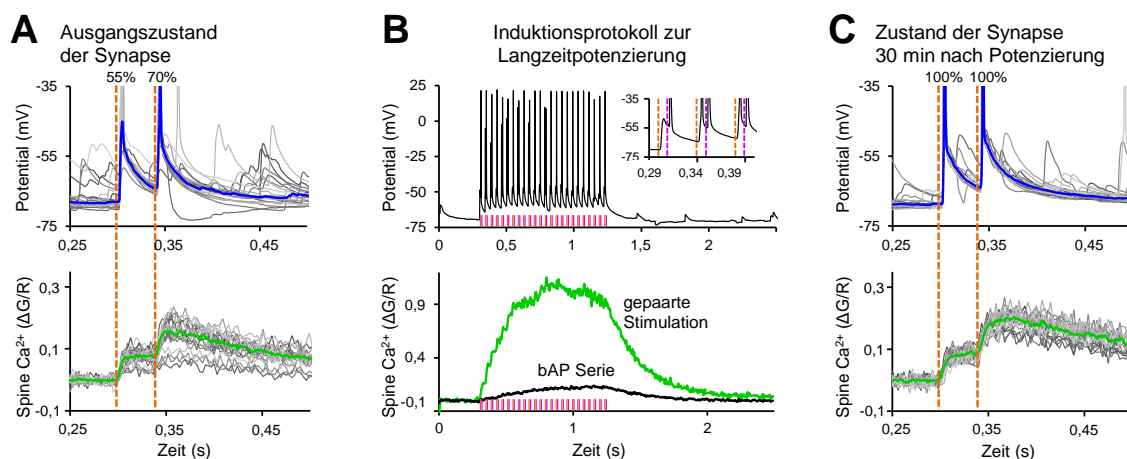 A
Ausgangszustand
der Synapse
55% 70%
Potential (mV)
-35
-55
-75
0,25 0,35 0,45
Spine Ca²⁺ (ΔG/R)
0,3
0,1
-0,1
0,25 0,35 0,45
Zeit (s)
B
Induktionsprotokoll zur
Langzeitpotenzierung
Potential (mV)
25
0
-25
-50
-75
0 0,5 1 1,5 2
-35
-55
-75
0,29 0,34 0,39
Spine Ca²⁺ (ΔG/R)
0,9
0,4
-0,1
gepaarte
Stimulation
bAP Serie
0 1 2
Zeit (s)
C
Zustand der Synapse
30 min nach Potenzierung
100% 100%
Potential (mV)
-35
-55
-75
0,25 0,35 0,45
Spine Ca²⁺ (ΔG/R)
0,3
0,1
-0,1
0,25 0,35 0,45
Zeit (s)